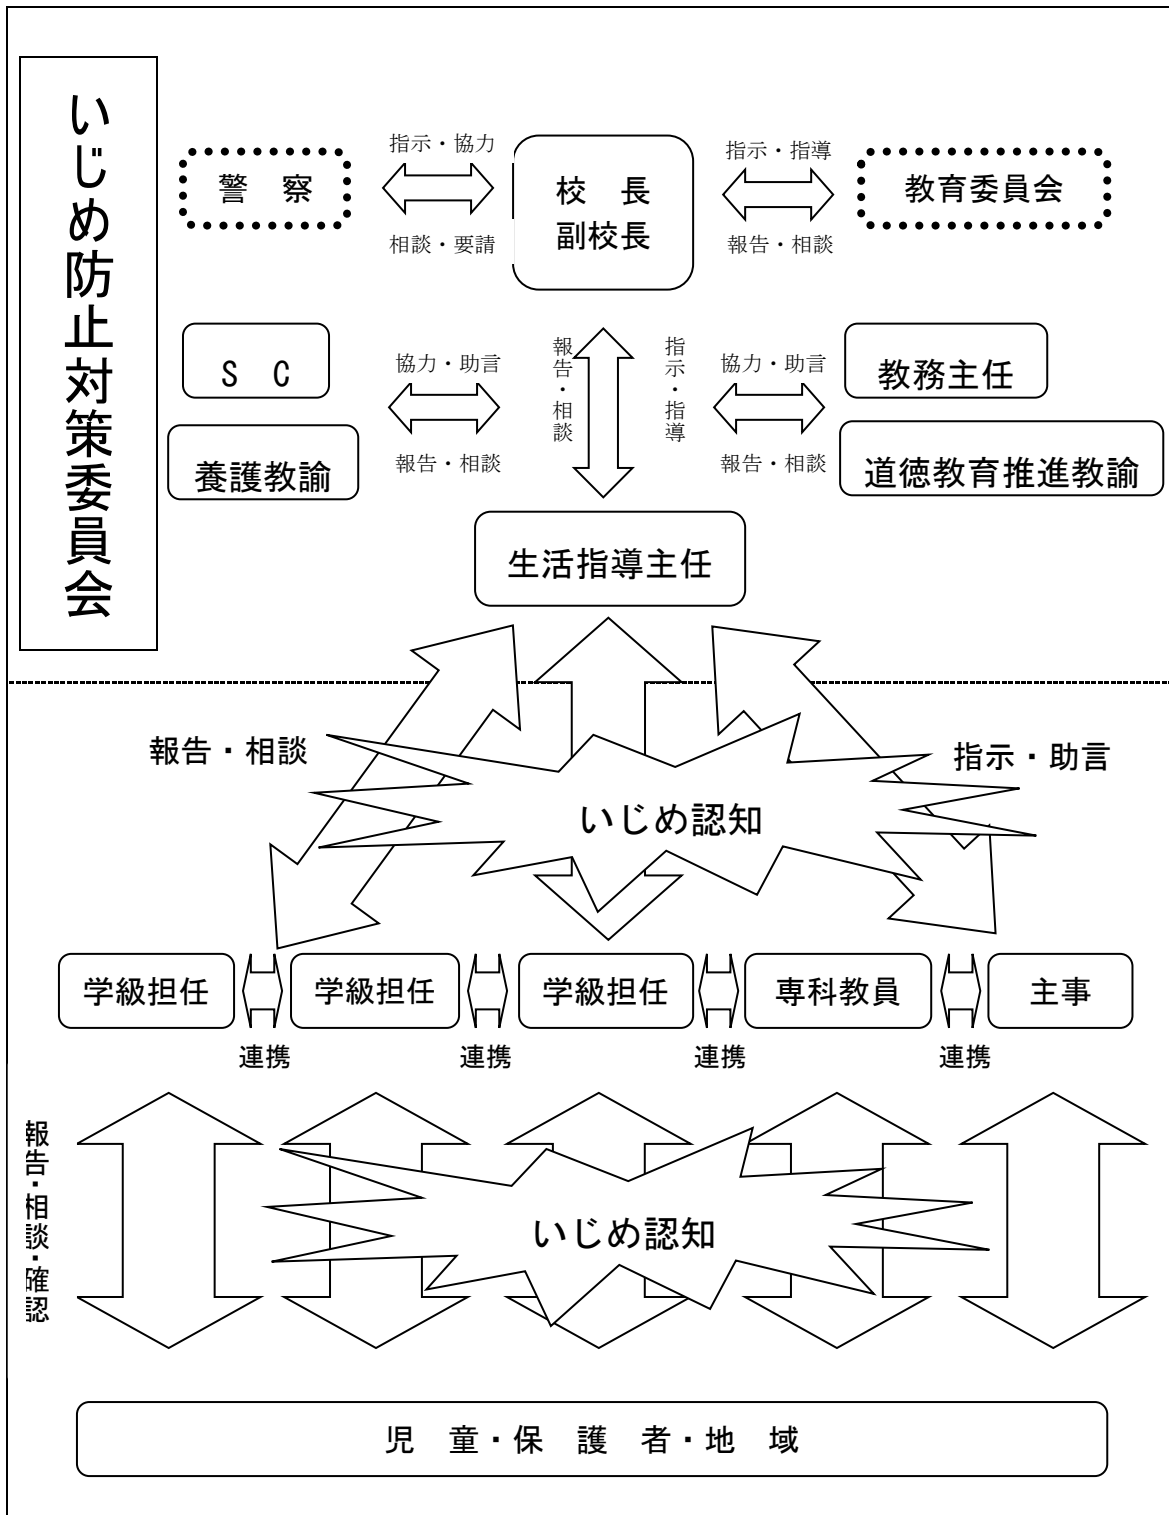 いじめ防止対策委員会
指示・協力
警　察
相談・要請
校　長
副校長
指示・指導
報告・相談
教育委員会
Ｓ　Ｃ
養護教諭
協力・助言
報告・相談
報告・相談
指示・指導
協力・助言
報告・相談
教務主任
道徳教育推進教諭
生活指導主任
報告・相談
指示・助言
いじめ認知
学級担任
学級担任
学級担任
専科教員
主事
連携
連携
連携
連携
報告・相談・確認
いじめ認知
児　童・保　護　者・地　域